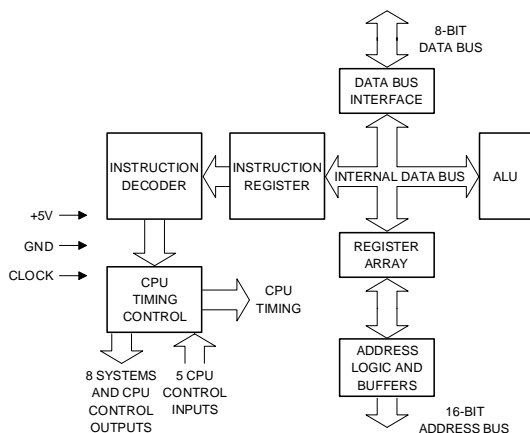 8-BIT
DATA BUS
DATA BUS
INTERFACE
INSTRUCTION
DECODER
INSTRUCTION
REGISTER
INTERNAL DATA BUS
ALU
+5V
GND
CLOCK
REGISTER
ARRAY
CPU
TIMING
CONTROL
CPU
TIMING
ADDRESS
LOGIC AND
BUFFERS
8 SYSTEMS
AND CPU
CONTROL
OUTPUTS
5 CPU
CONTROL
INPUTS
16-BIT
ADDRESS BUS